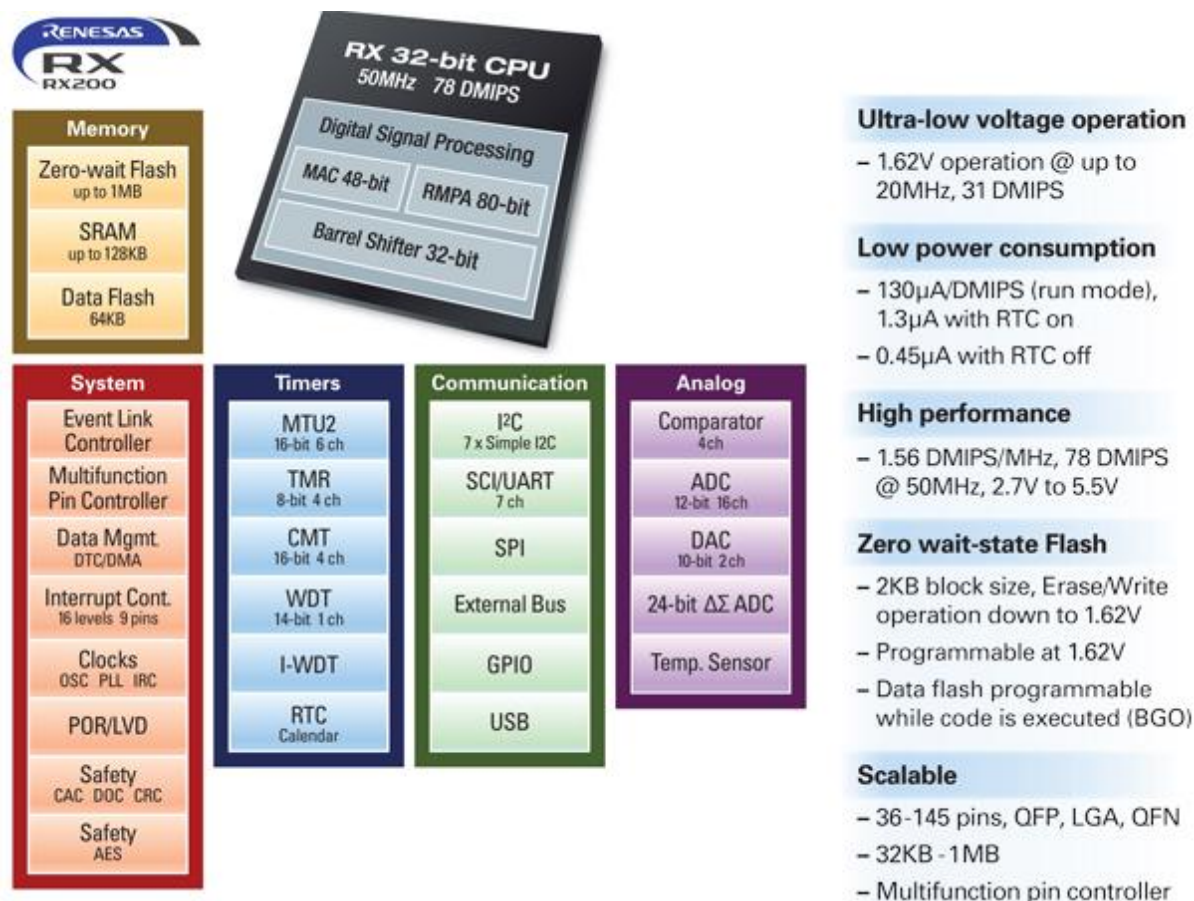 RENESAS
RX
RX200
RX 32-bit CPU
50MHz 78 DMIPS
Digital Signal Processing
MAC 48-bit
RMPA 80-bit
Barrel Shifter 32-bit
Memory
Zero-wait Flash
up to 1MB
SRAM
up to 128KB
Data Flash
64KB
System
Event Link
Controller
Multifunction
Pin Controller
Data Mgmt.
DTC/DMA
Interrupt Cont.
16 levels 9 pins
Clocks
OSC PLL IRC
POR/LVD
Safety
CAC DOC CRC
Safety
AES
Timers
MTU2
16-bit 6 ch
TMR
8-bit 4 ch
CMT
16-bit 4 ch
WDT
14-bit 1 ch
I-WDT
RTC
Calendar
Communication
I²C
7 x Simple I2C
SCI/UART
7 ch
SPI
External Bus
GPIO
USB
Analog
Comparator
4ch
ADC
12-bit 16ch
DAC
10-bit 2 ch
24-bit ΔΣ ADC
Temp. Sensor
Ultra-low voltage operation
– 1.62V operation @ up to
20MHz, 31 DMIPS
Low power consumption
– 130µA/DMIPS (run mode),
1.3µA with RTC on
– 0.45µA with RTC off
High performance
– 1.56 DMIPS/MHz, 78 DMIPS
@ 50MHz, 2.7V to 5.5V
Zero wait-state Flash
– 2KB block size, Erase/Write
operation down to 1.62V
– Programmable at 1.62V
– Data flash programmable
while code is executed (BGO)
Scalable
– 36-145 pins, QFP, LGA, QFN
– 32KB - 1MB
– Multifunction pin controller